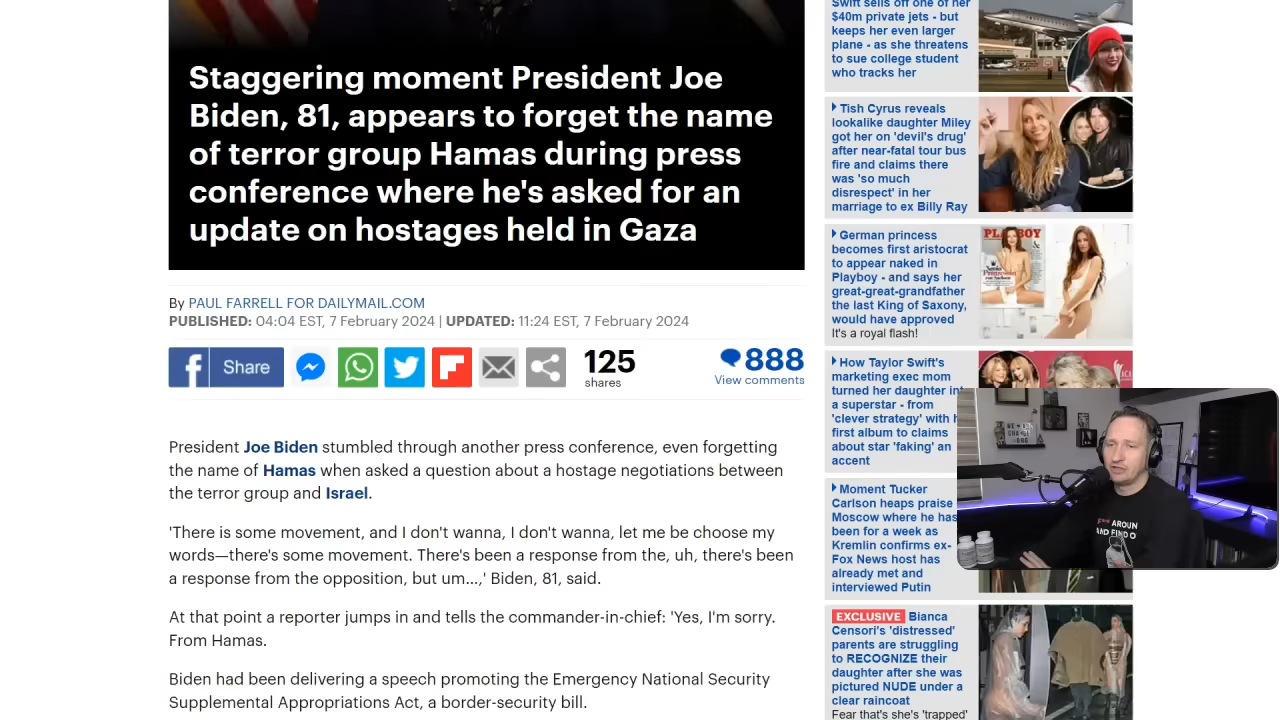 Staggering moment President Joe
Biden, 81, appears to forget the name
of terror group Hamas during press
conference where he's asked for an
update on hostages held in Gaza
By PAUL FARRELL FOR DAILYMAIL.COM
PUBLISHED: 04:04 EST, 7 February 2024 | UPDATED: 11:24 EST, 7 February 2024
Share
125
shares
888
View comments
President Joe Biden stumbled through another press conference, even forgetting
the name of Hamas when asked a question about a hostage negotiations between
the terror group and Israel.
'There is some movement, and I don't wanna, I don't wanna, let me be choose my
words—there's some movement. There's been a response from the, uh, there's been
a response from the opposition, but um...,' Biden, 81, said.
At that point a reporter jumps in and tells the commander-in-chief: 'Yes, I'm sorry.
From Hamas.
Biden had been delivering a speech promoting the Emergency National Security
Supplemental Appropriations Act, a border-security bill.
Swift sells off one of her
$40m private jets - but
keeps her even larger
plane - as she threatens
to sue college student
who tracks her
Tish Cyrus reveals
lookalike daughter Miley
got her on 'devil's drug'
after near-fatal tour bus
fire and claims there
was 'so much
disrespect' in her
marriage to ex Billy Ray
German princess
becomes first aristocrat
to appear naked in
Playboy - and says her
great-great-grandfather
the last King of Saxony,
would have approved
It's a royal flash!
PLAYBOY
How Taylor Swift's
marketing exec mom
turned her daughter int
a superstar - from
'clever strategy' with
first album to claims
about star 'faking' an
accent
Moment Tucker
Carlson heaps praise
Moscow where he has
been for a week as
Kremlin confirms ex-
Fox News host has
already met and
interviewed Putin
EXCLUSIVE Bianca
Censori's 'distressed'
parents are struggling
to RECOGNIZE their
daughter after she was
pictured NUDE under a
clear raincoat
Fear that's she's 'trapped'
AROUN
AND FIND O